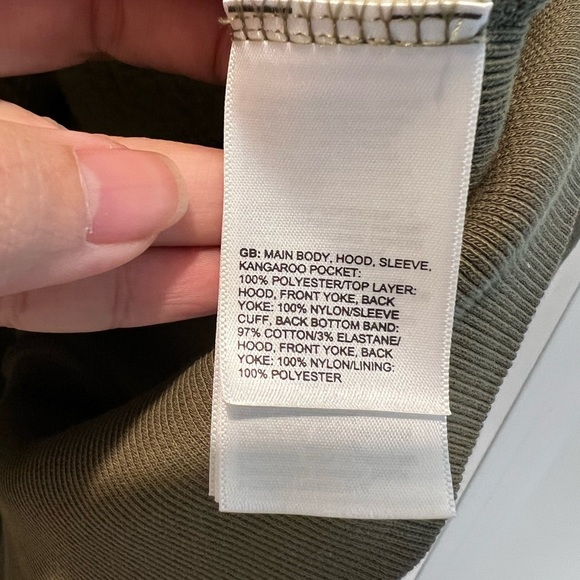 GB: MAIN BODY, HOOD, SLEEVE,
KANGAROO POCKET:
100% POLYESTER/TOP LAYER:
HOOD, FRONT YOKE, BACK
YOKE: 100% NYLON/SLEEVE
CUFF, BACK BOTTOM BAND:
97% COTTON/3% ELASTANE/
HOOD, FRONT YOKE, BACK
YOKE: 100% NYLON/LINING:
100% POLYESTER